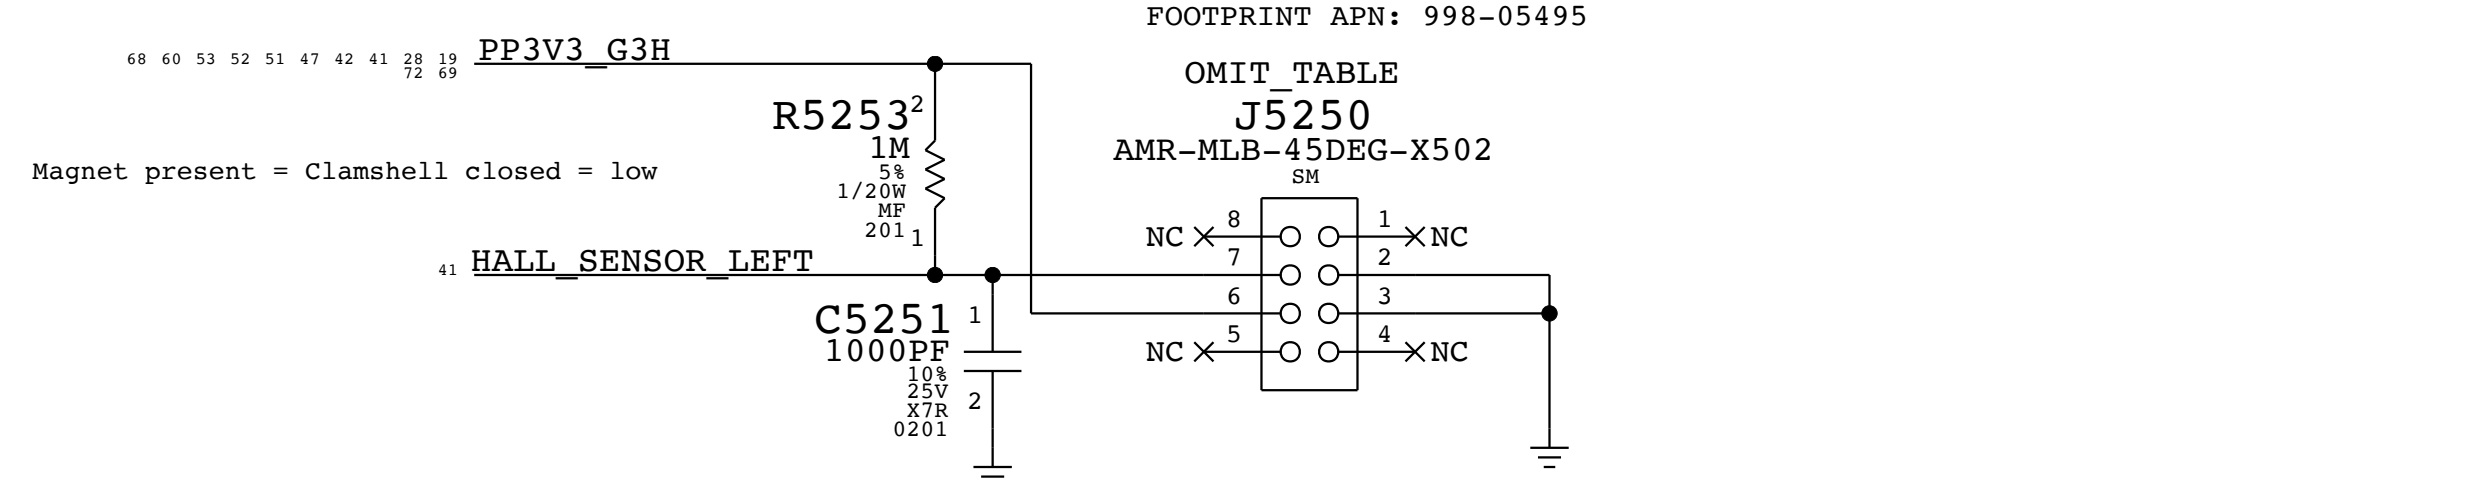 FOOTPRINT APN: 998-05495
68 60 53 52 51 47 42 41 28 19
72 69
PP3V3_G3H
OMIT_TABLE
R5253
2
J5250
1M
AMR-MLB-45DEG-X502
Magnet present = Clamshell closed = low
5%
SM
1/20W
MF
201
1
8
1
NC
NC
41
HALL_SENSOR_LEFT
7
2
6
3
C5251
1
5
4
1000PF
NC
NC
10%
25V
X7R
2
0201